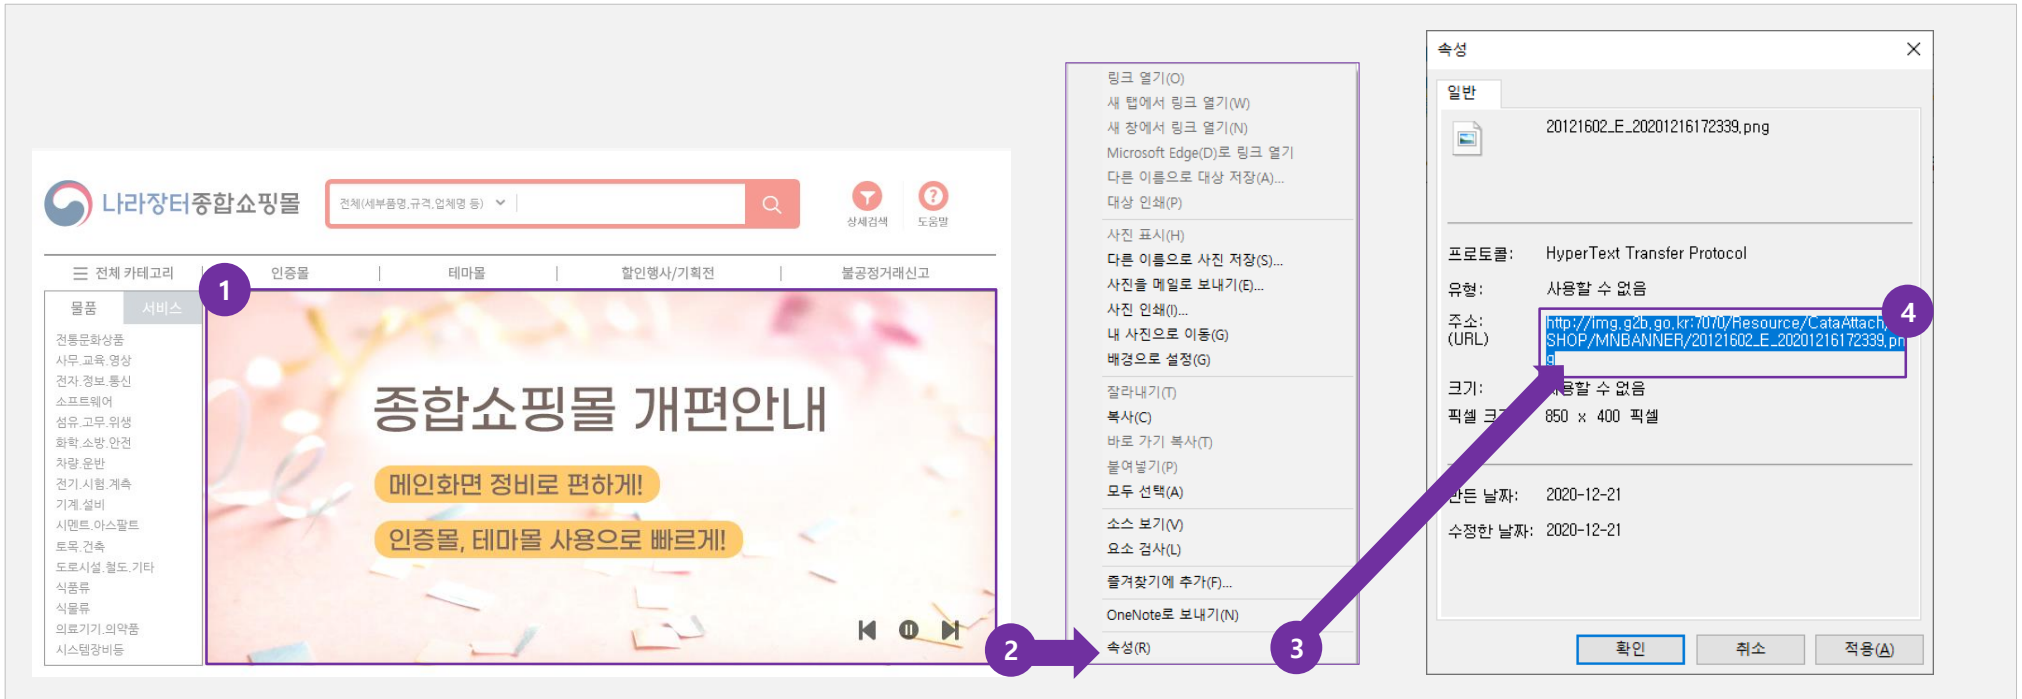 나라장터종합쇼핑몰
전체(세부품명,규격,업체명 등)
상세검색
도움말
전체 카테고리
인증몰
테마몰
할인행사/기획전
불공정거래신고
1
물품
서비스
전통문화상품
사무.교육.영상
전자.정보.통신
소프트웨어
섬유.고무.위생
화학.소방.안전
차량.운반
전기.시험.계측
기계.설비
시멘트.아스팔트
토목.건축
도로시설.철도.기타
식품류
식물류
의료기기.의약품
시스템장비등
종합쇼핑몰 개편안내
메인화면 정비로 편하게!
인증몰, 테마몰 사용으로 빠르게!
2
링크 열기(O)
새 탭에서 링크 열기(W)
새 창에서 링크 열기(N)
Microsoft Edge(D)로 링크 열기
다른 이름으로 대상 저장(A)...
대상 인쇄(P)
사진 표시(H)
다른 이름으로 사진 저장(S)...
사진을 메일로 보내기(E)...
사진 인쇄(I)...
내 사진으로 이동(G)
배경으로 설정(G)
잘라내기(T)
복사(C)
바로 가기 복사(T)
붙여넣기(P)
모두 선택(A)
소스 보기(V)
요소 검사(L)
즐겨찾기에 추가(F)...
OneNote로 보내기(N)
속성(R)
3
속성
일반
20121602_E_20201216172339.png
프로토콜: HyperText Transfer Protocol
유형: 사용할 수 없음
주소:
(URL)
http://img.g2b.go.kr:7070/Resource/CataAttach/
SHOP/MNBANNER/20121602_E_20201216172339.pn
g
4
크기: 사용할 수 없음
픽셀 크 850 x 400 픽셀
만든 날짜: 2020-12-21
수정한 날짜: 2020-12-21
확인
취소
적용(A)